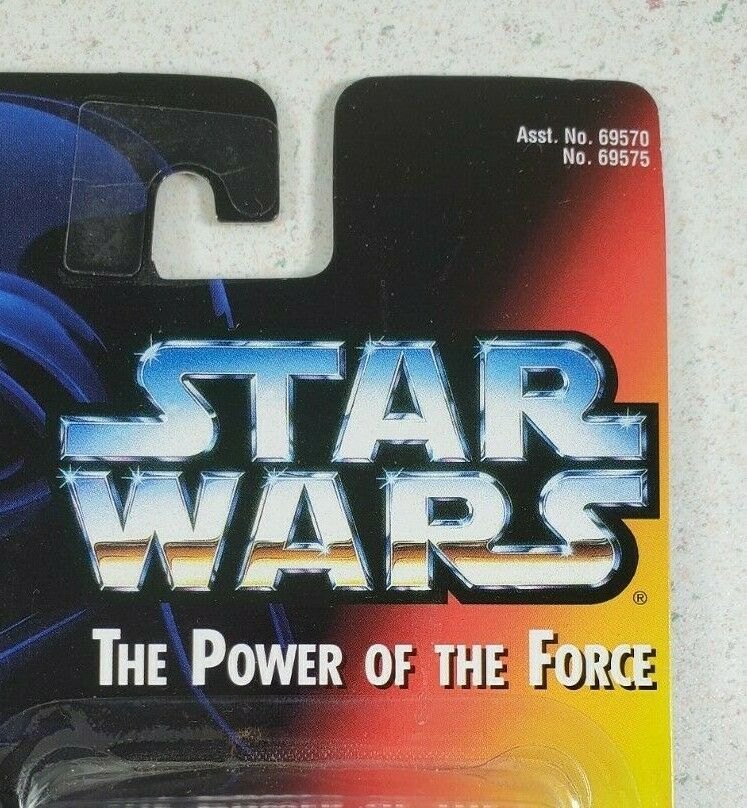 Asst. No. 69570
No. 69575
STAR
WARS
®
THE POWER OF THE FORCE